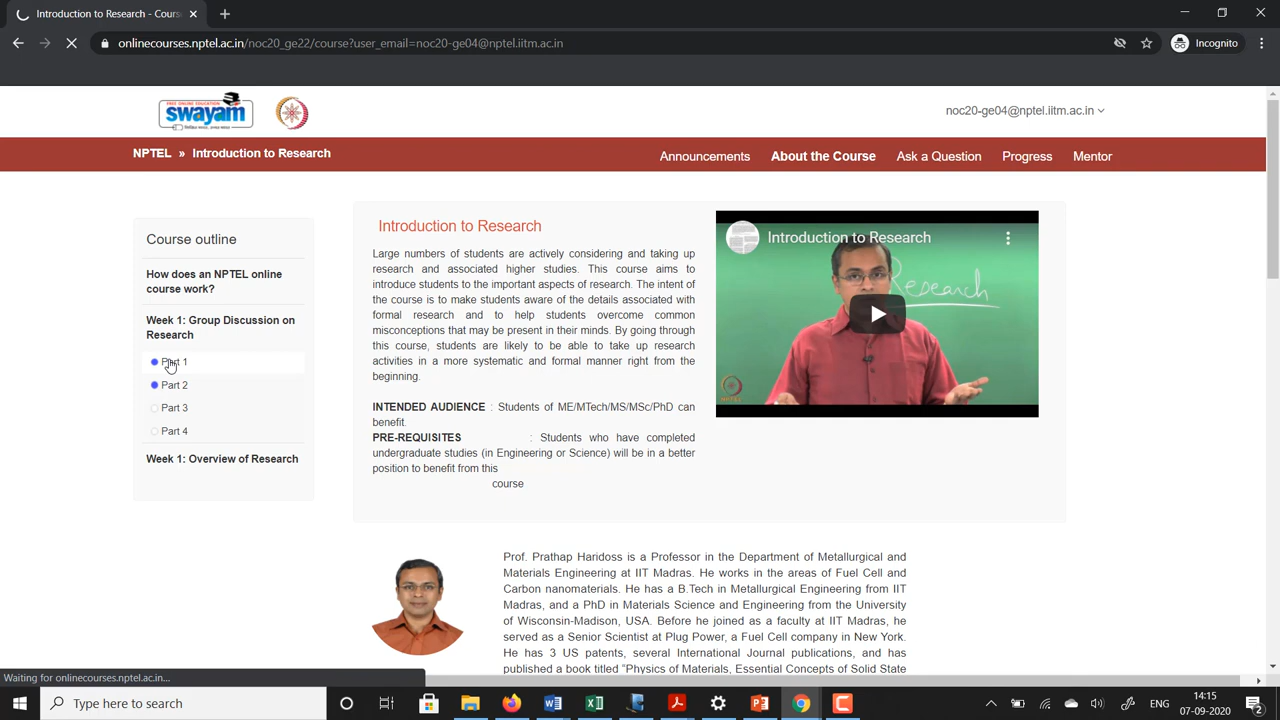 Introduction to Research - Cours
onlinecourses.nptel.ac.in/noc20_ge22/course?user_email=noc20-ge04@nptel.iitm.ac.in
Incognito
swayam
noc20-ge04@nptel.iitm.ac.in
NPTEL » Introduction to Research
Announcements About the Course Ask a Question Progress Mentor
Course outline
How does an NPTEL online
course work?
Week 1: Group Discussion on
Research
Part 1
Part 2
Part 3
Part 4
Week 1: Overview of Research
Introduction to Research
Large numbers of students are actively considering and taking up
research and associated higher studies. This course aims to
introduce students to the important aspects of research. The intent of
the course is to make students aware of the details associated with
formal research and to help students overcome common
misconceptions that may be present in their minds. By going through
this course, students are likely to be able to take up research
activities in a more systematic and formal manner right from the
beginning.
INTENDED AUDIENCE : Students of ME/MTech/MS/MSc/PhD can
benefit.
PRE-REQUISITES : Students who have completed
undergraduate studies (in Engineering or Science) will be in a better
position to benefit from this
course
Introduction to Research
Research
NPTEL
Prof. Prathap Haridoss is a Professor in the Department of Metallurgical and
Materials Engineering at IIT Madras. He works in the areas of Fuel Cell and
Carbon nanomaterials. He has a B.Tech in Metallurgical Engineering from IIT
Madras, and a PhD in Materials Science and Engineering from the University
of Wisconsin-Madison, USA. Before he joined as a faculty at IIT Madras, he
served as a Senior Scientist at Plug Power, a Fuel Cell company in New York.
He has 3 US patents, several International Journal publications, and has
published a book titled “Physics of Materials, Essential Concepts of Solid State
Waiting for onlinecourses.nptel.ac.in...
Type here to search
ENG
14:15
07-09-2020
2